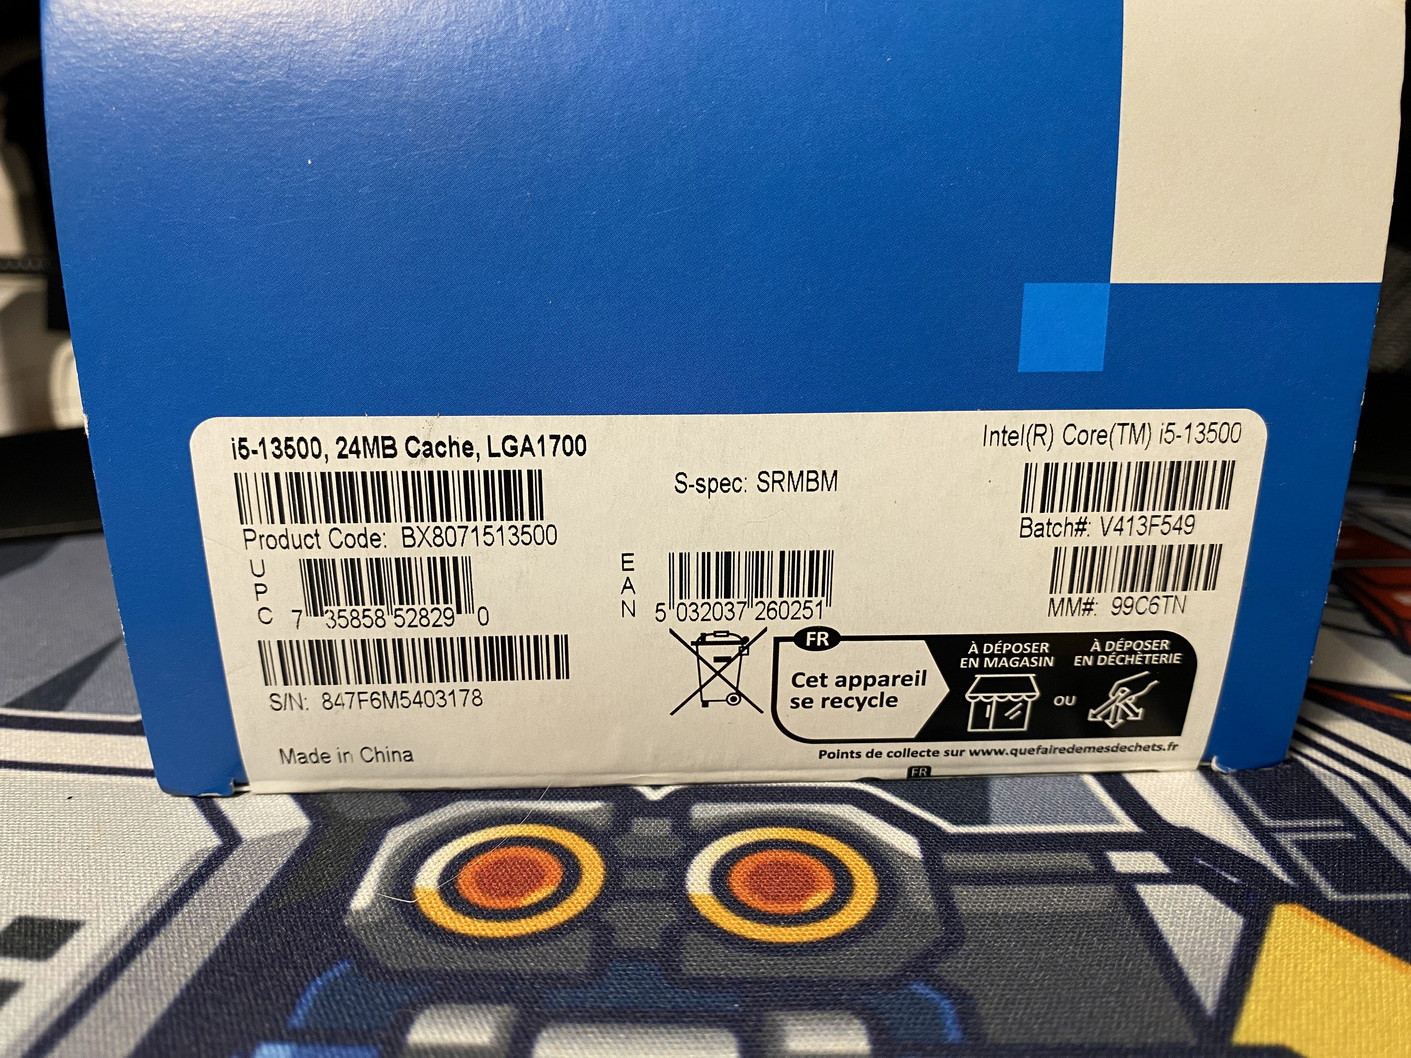 i5-13500, 24MB Cache, LGA1700
Intel(R) Core(TM) i5-13500
S-spec: SRMBM
Product Code: BX8071513500
Batch#: V413F549
UPC
7 35858 52829 0
EAN
5 032037 260251
MM#: 99C6TN
S/N: 847F6M5403178
Made in China
FR
Cet appareil
se recycle
À DÉPOSER
EN MAGASIN
OU
À DÉPOSER
EN DÉCHÈTERIE
Points de collecte sur www.quefairedemesdechets.fr
FR